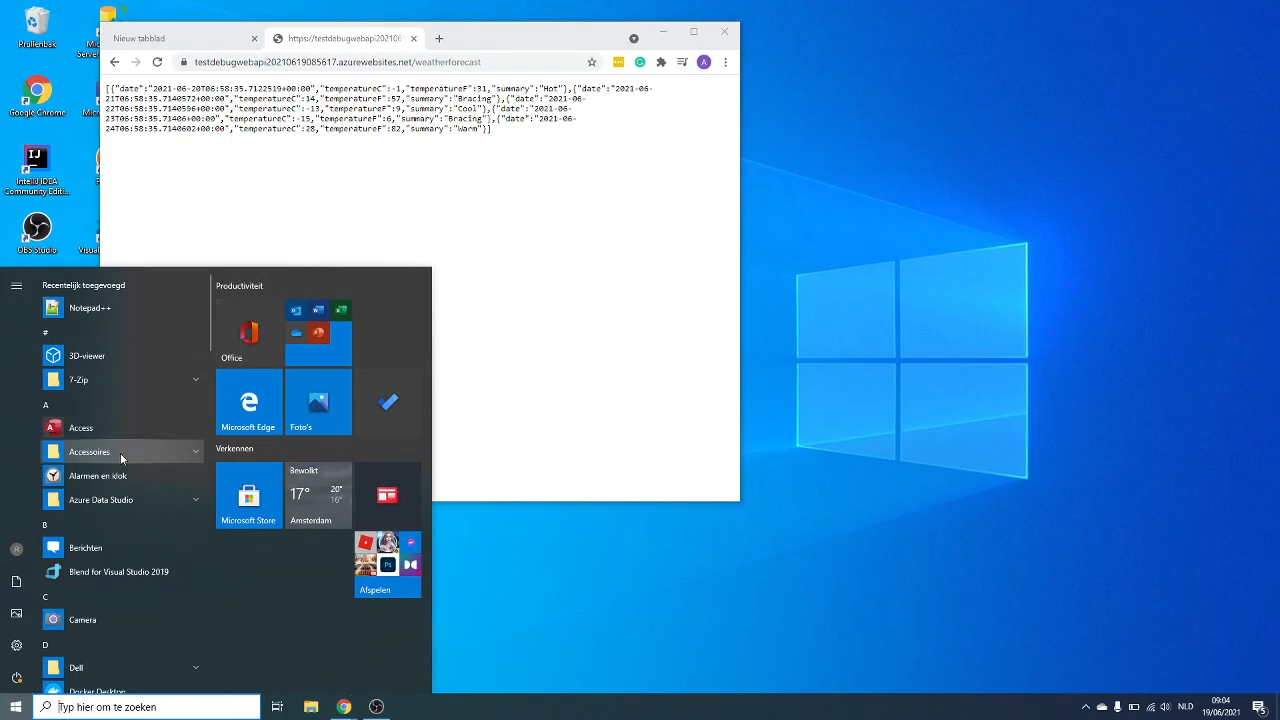 Prullenbak
Google Chrome
IntelliJ IDEA
Community Editi...
OBS Studio
Nieuw tabblad
https://testdebugwebapi202106
testdebugwebapi20210619085617.azurewebsites.net/weatherforecast
A
[{"date":"2021-06-20T06:58:35.7122519+00:00","temperatureC":-1,"temperatureF":31,"summary":"Hot"},{"date":"2021-06-
21T06:58:35.7140572+00:00","temperatureC":14,"temperatureF":57,"summary":"Bracing"},{"date":"2021-06-
22T06:58:35.7140596+00:00","temperatureC":-13,"temperatureF":9,"summary":"Cool"},{"date":"2021-06-
23T06:58:35.71406+00:00","temperatureC":-15,"temperatureF":6,"summary":"Bracing"},{"date":"2021-06-
24T06:58:35.7140602+00:00","temperatureC":28,"temperatureF":82,"summary":"Warm"}]
Recentelijk toegevoegd
Notepad++
#
3D-viewer
7-Zip
A
Access
Accessoires
Alarmen en klok
Azure Data Studio
B
Berichten
Blend for Visual Studio 2019
C
Camera
D
Dell
Docker Desktop
Productiviteit
Office
Microsoft Edge
Foto's
Verkennen
Microsoft Store
Bewolkt
17° 20°
16°
Amsterdam
Ps
Afspelen
Typ hier om te zoeken
NLD
09:04
19/06/2021